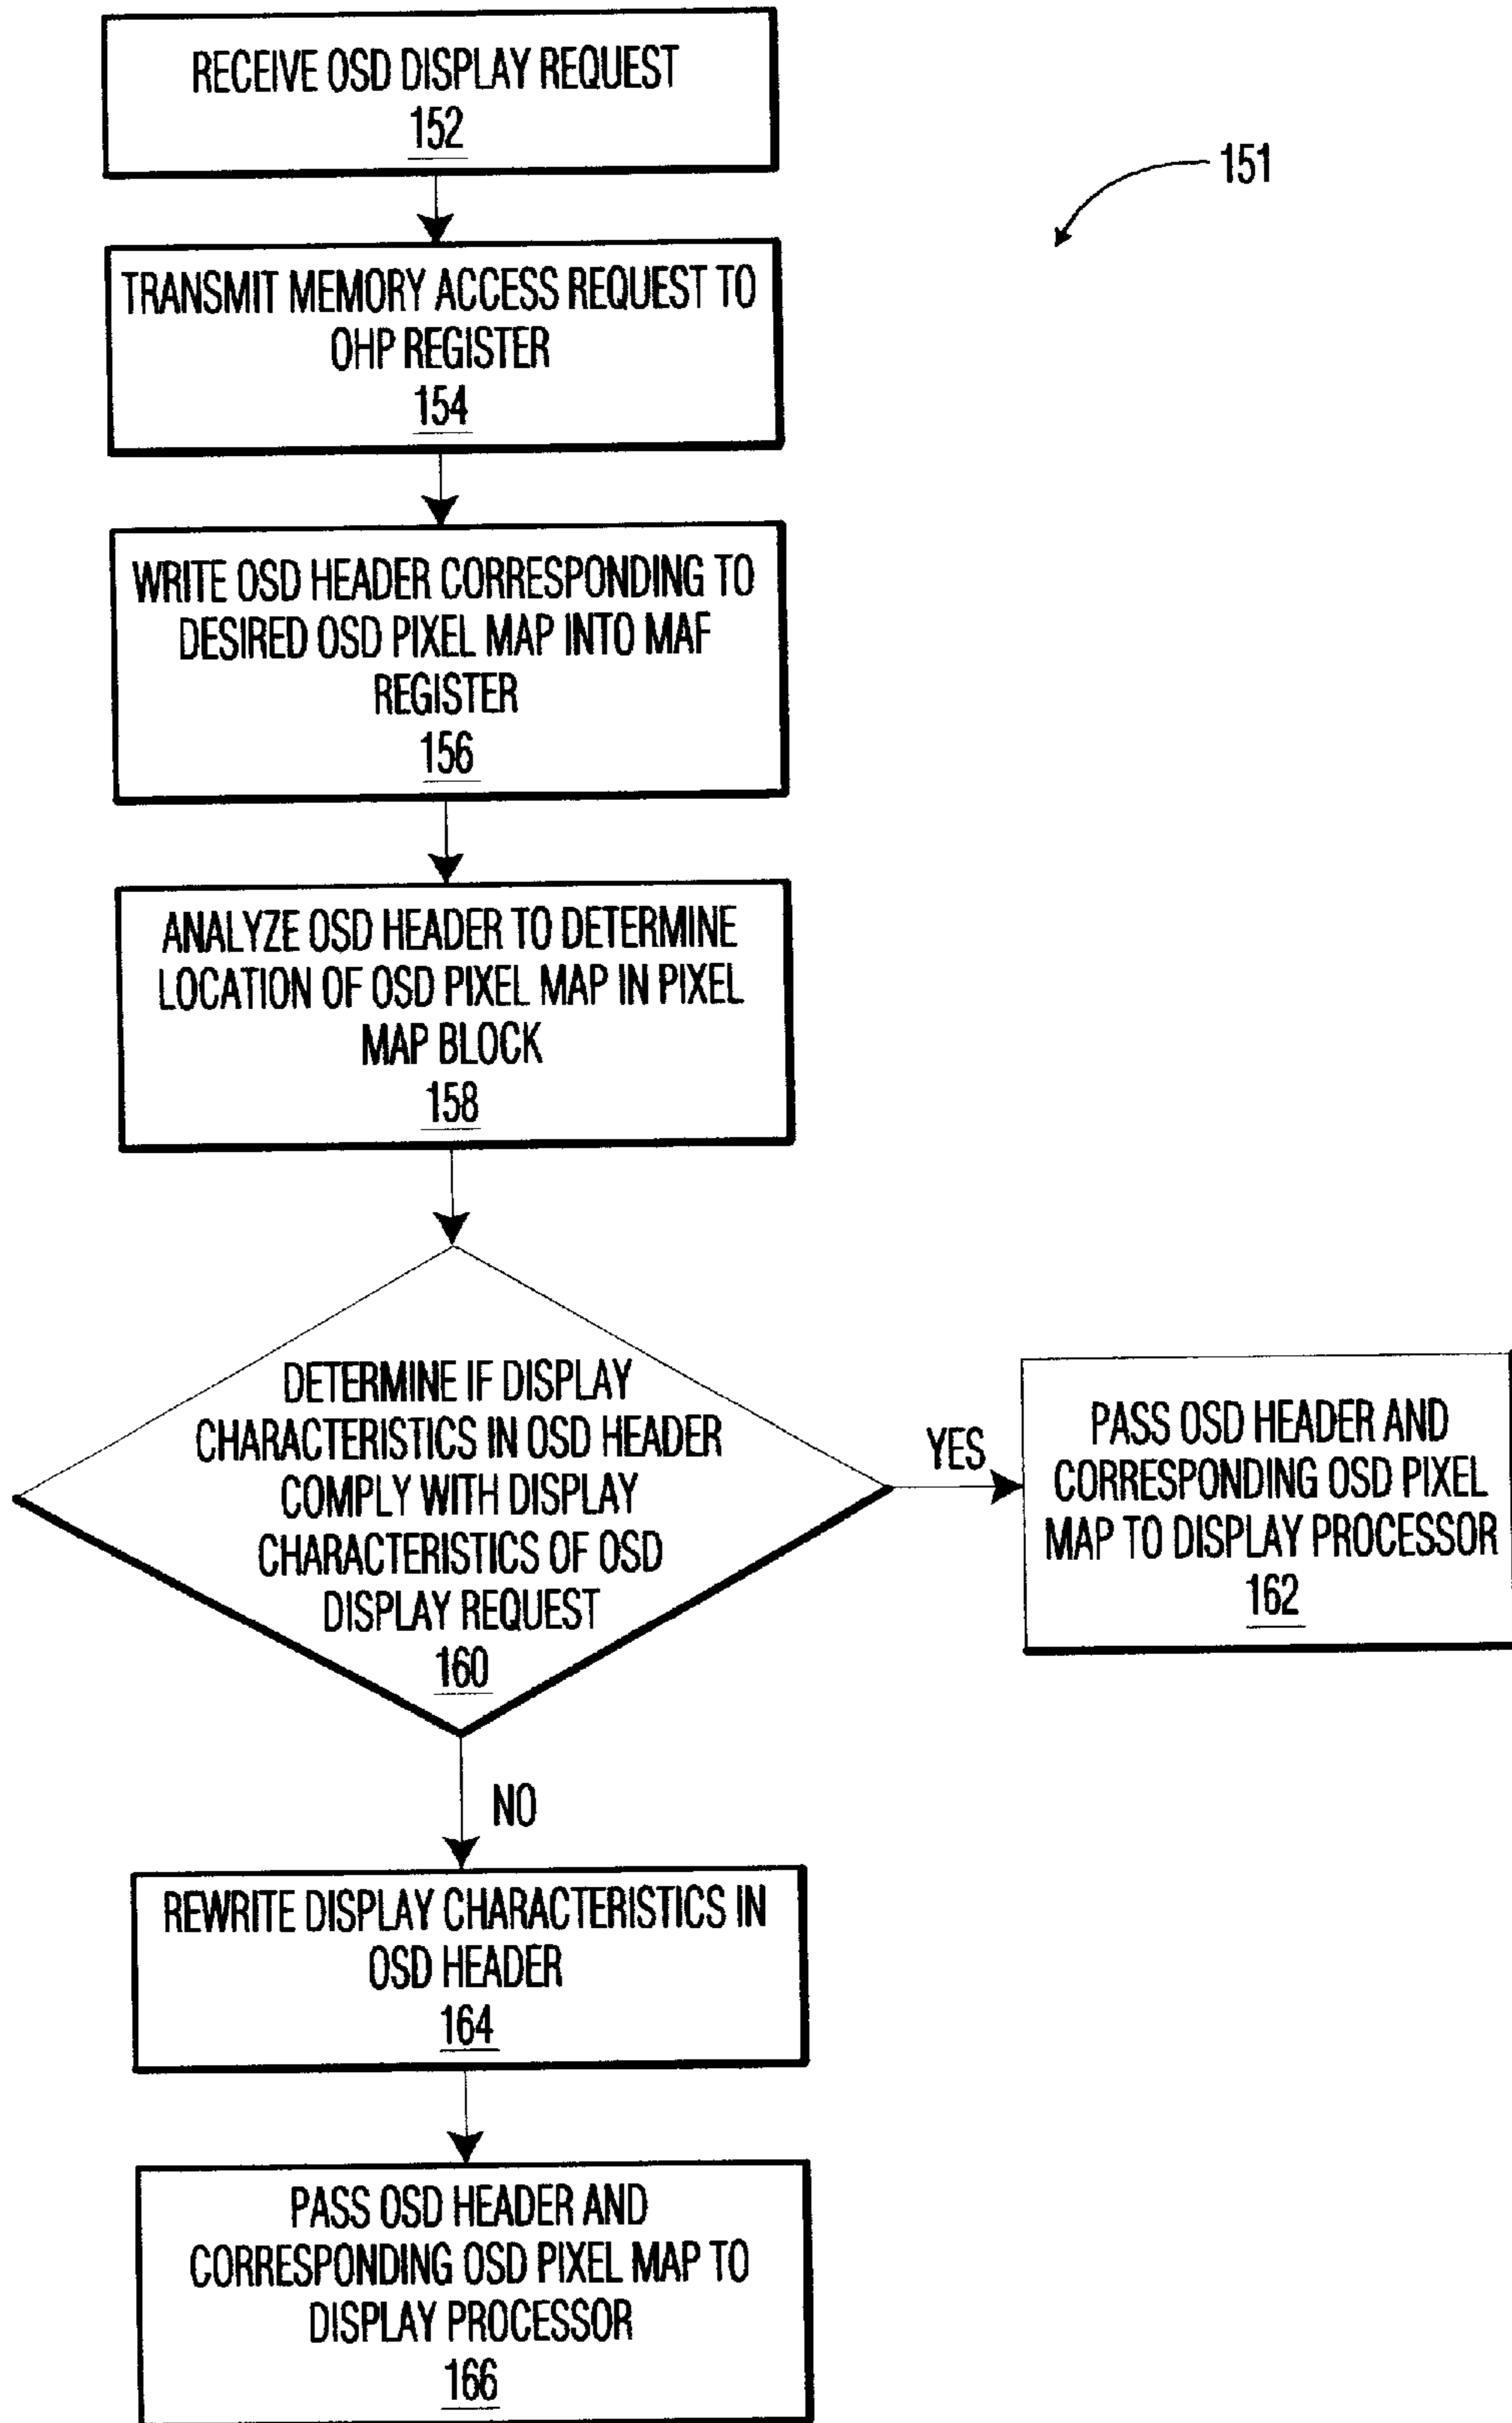 RECEIVE OSD DISPLAY REQUEST
152
151
TRANSMIT MEMORY ACCESS REQUEST TO
OHP REGISTER
154
WRITE OSD HEADER CORRESPONDING TO
DESIRED OSD PIXEL MAP INTO MAF
REGISTER
156
ANALYZE OSD HEADER TO DETERMINE
LOCATION OF OSD PIXEL MAP IN PIXEL
MAP BLOCK
158
DETERMINE IF DISPLAY
CHARACTERISTICS IN OSD HEADER
COMPLY WITH DISPLAY
CHARACTERISTICS OF OSD
DISPLAY REQUEST
160
YES
PASS OSD HEADER AND
CORRESPONDING OSD PIXEL
MAP TO DISPLAY PROCESSOR
162
NO
REWRITE DISPLAY CHARACTERISTICS IN
OSD HEADER
164
PASS OSD HEADER AND
CORRESPONDING OSD PIXEL MAP TO
DISPLAY PROCESSOR
166